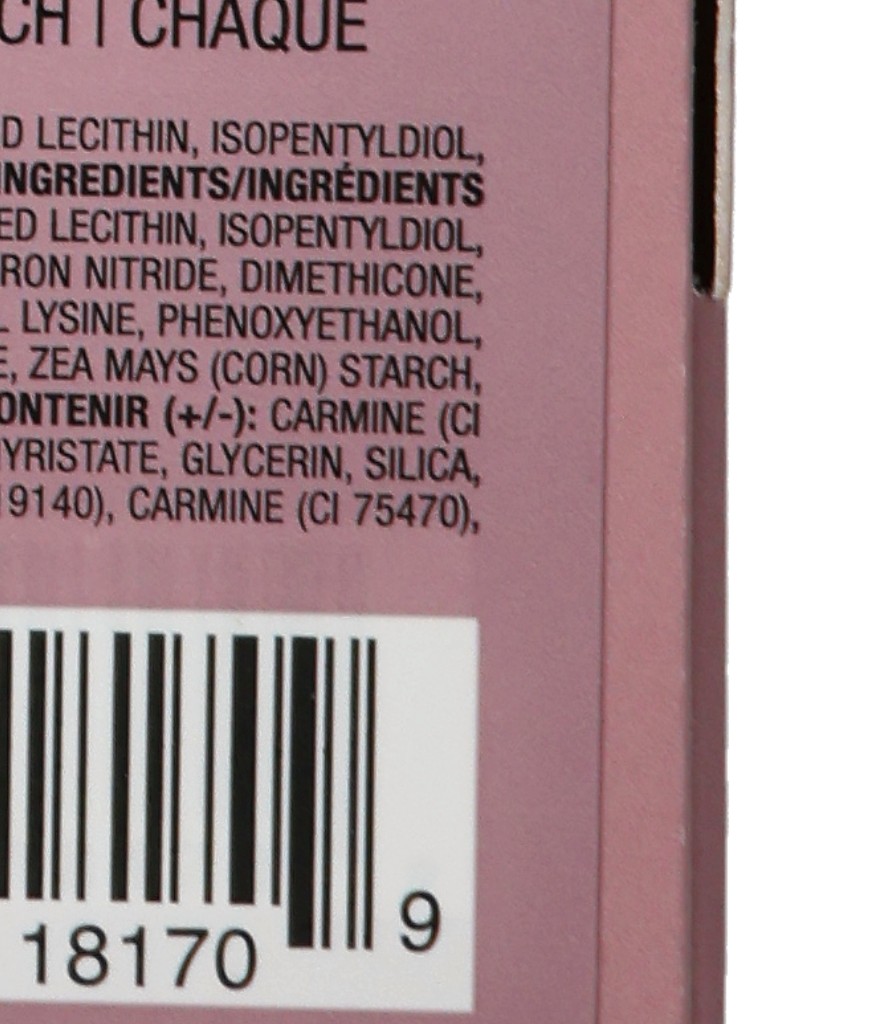 CH | CHAQUE
D LECITHIN, ISOPENTYLDIOL,
INGREDIENTS/INGRÉDIENTS
ED LECITHIN, ISOPENTYLDIOL,
RON NITRIDE, DIMETHICONE,
L LYSINE, PHENOXYETHANOL,
E, ZEA MAYS (CORN) STARCH,
ONTENIR (+/-): CARMINE (CI
YRISTATE, GLYCERIN, SILICA,
19140), CARMINE (CI 75470),
18170 9